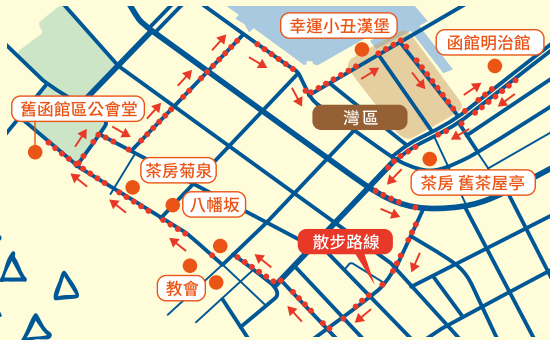 幸運小丑漢堡
函館明治館
舊函館區公會堂
灣區
茶房菊泉
茶房 舊茶屋亭
八幡坂
散步路線
教會